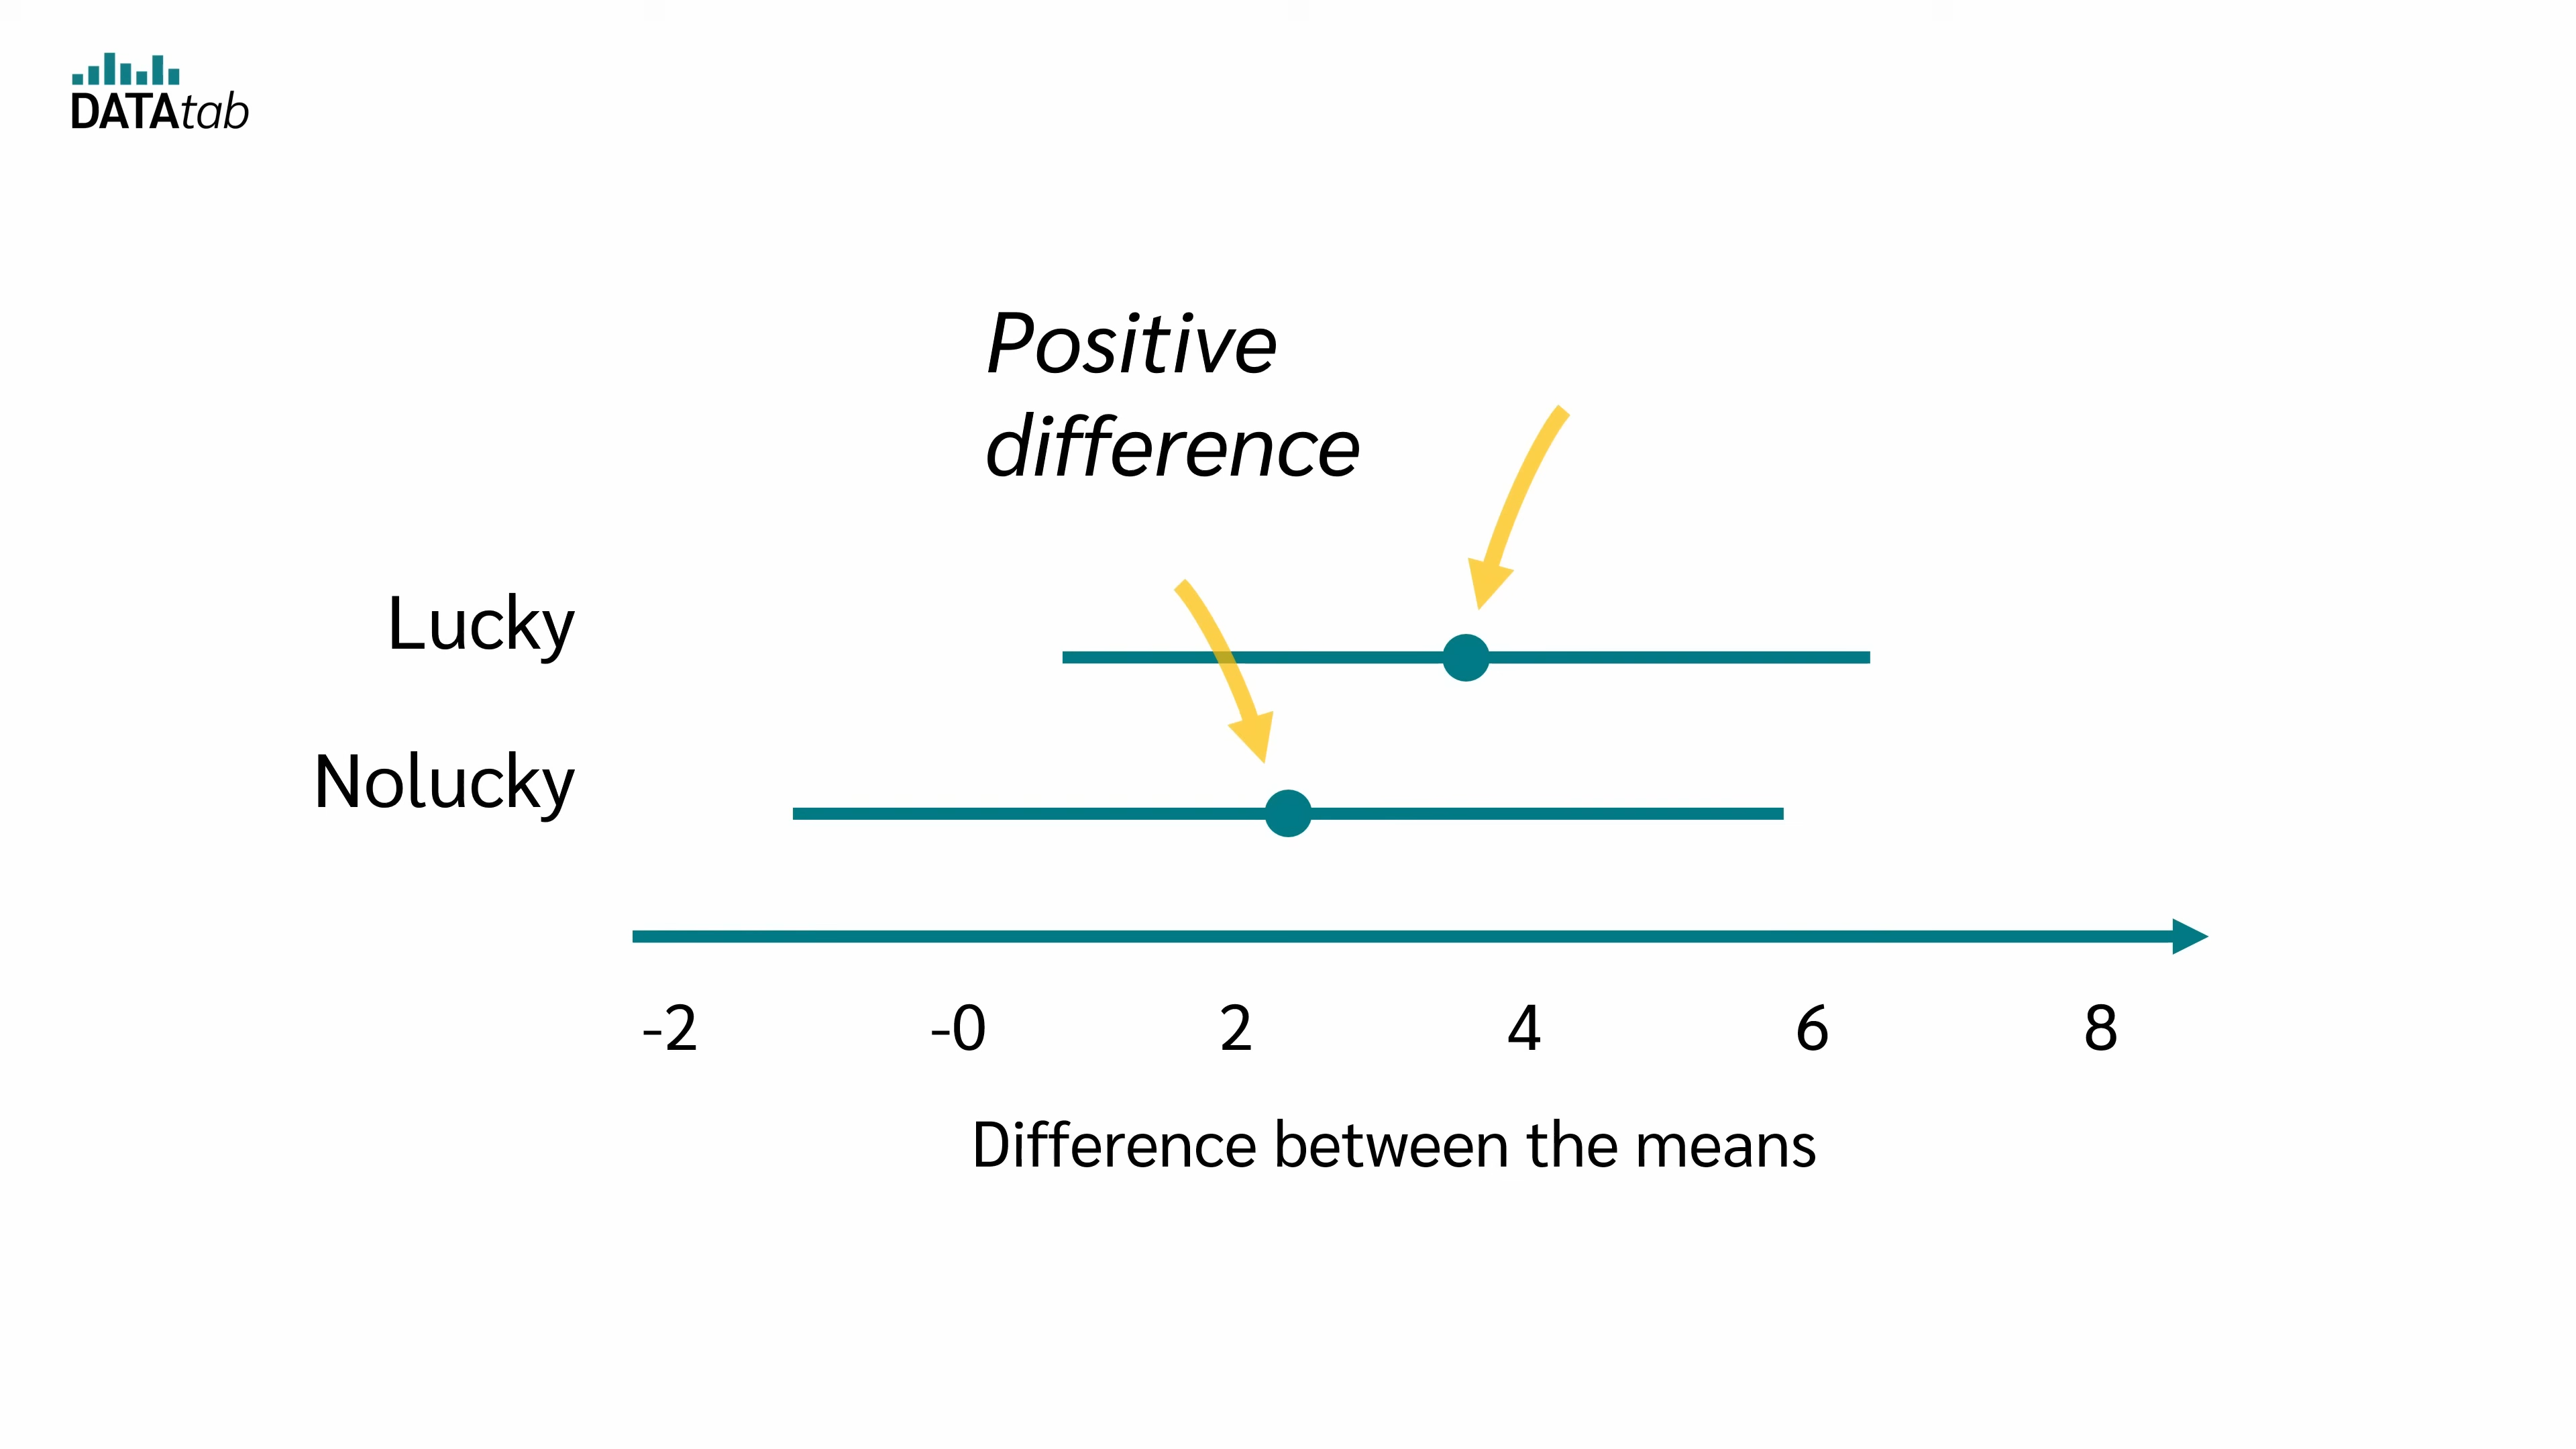 DATAtab
Positive
difference
Lucky
Nolucky
-2 -0 2 4 6 8
Difference between the means